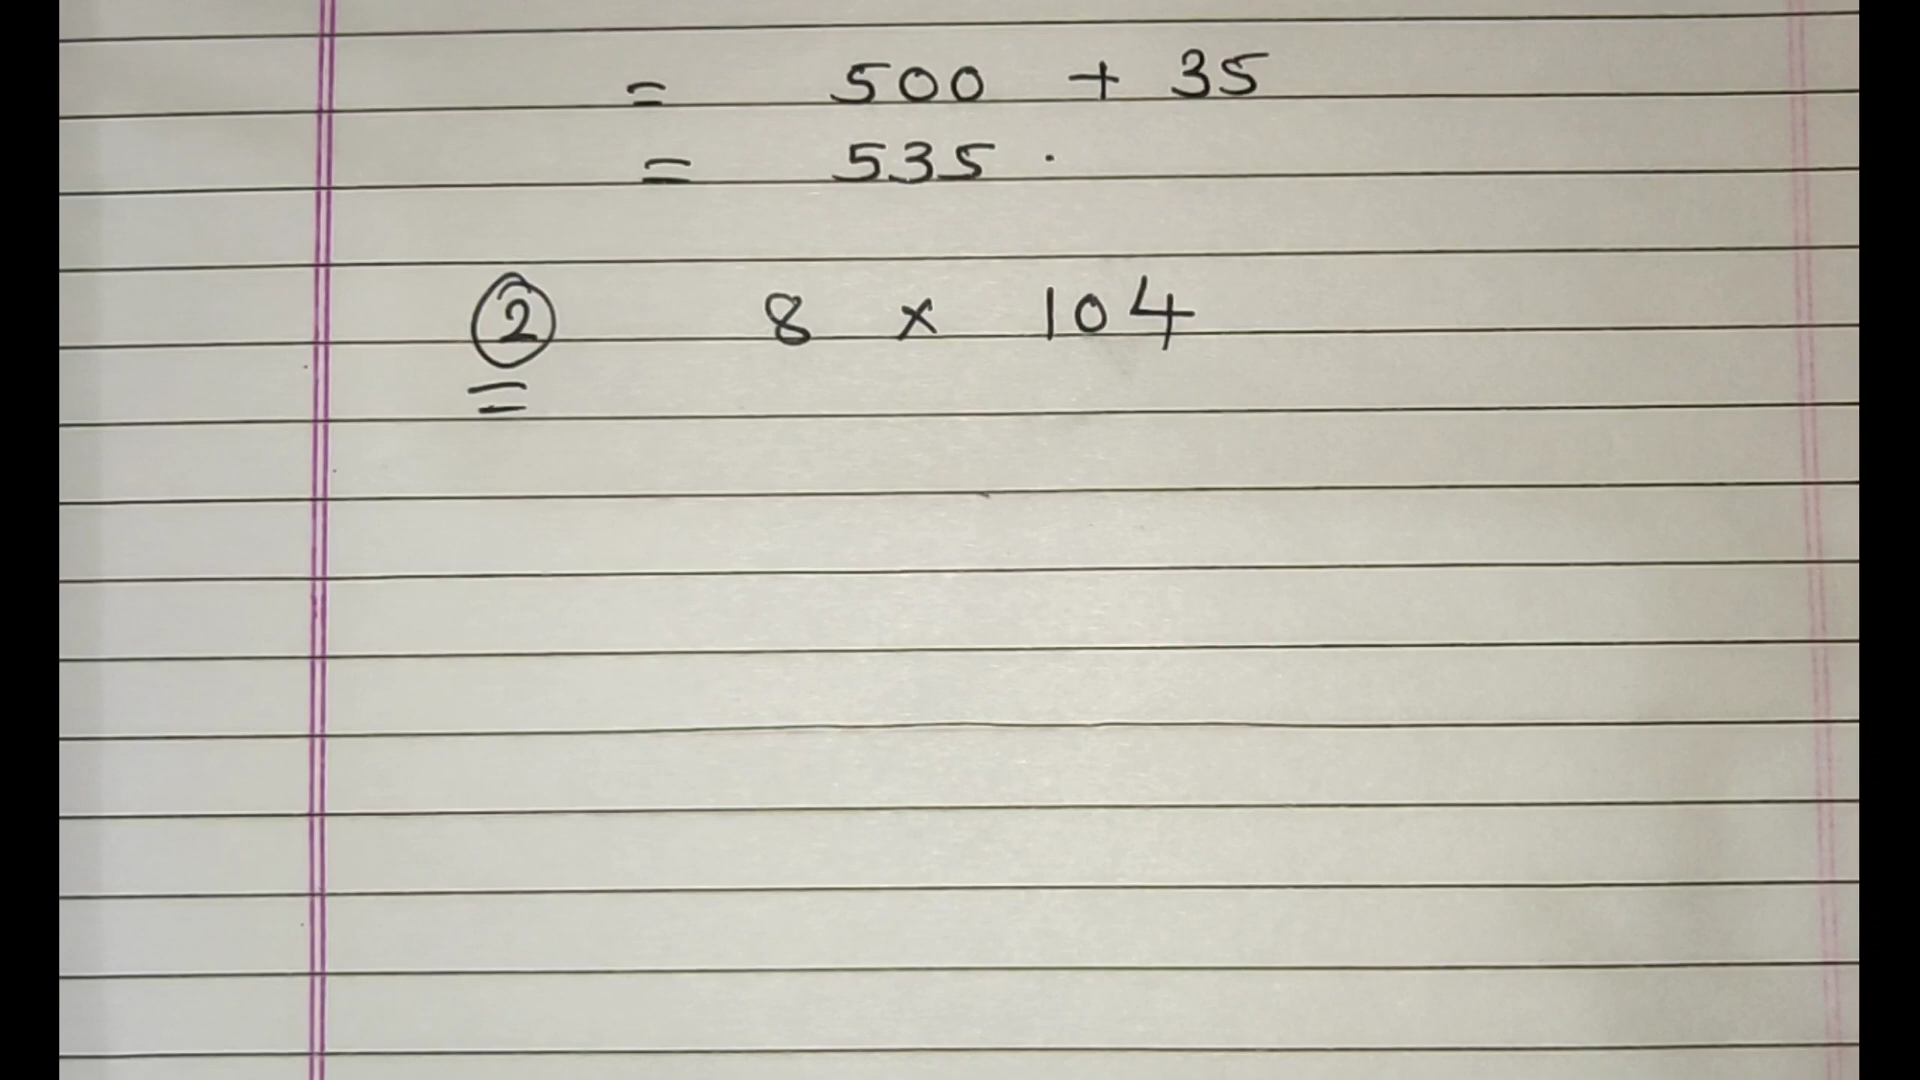 = 500 + 35
= 535 .
② 8 × 104